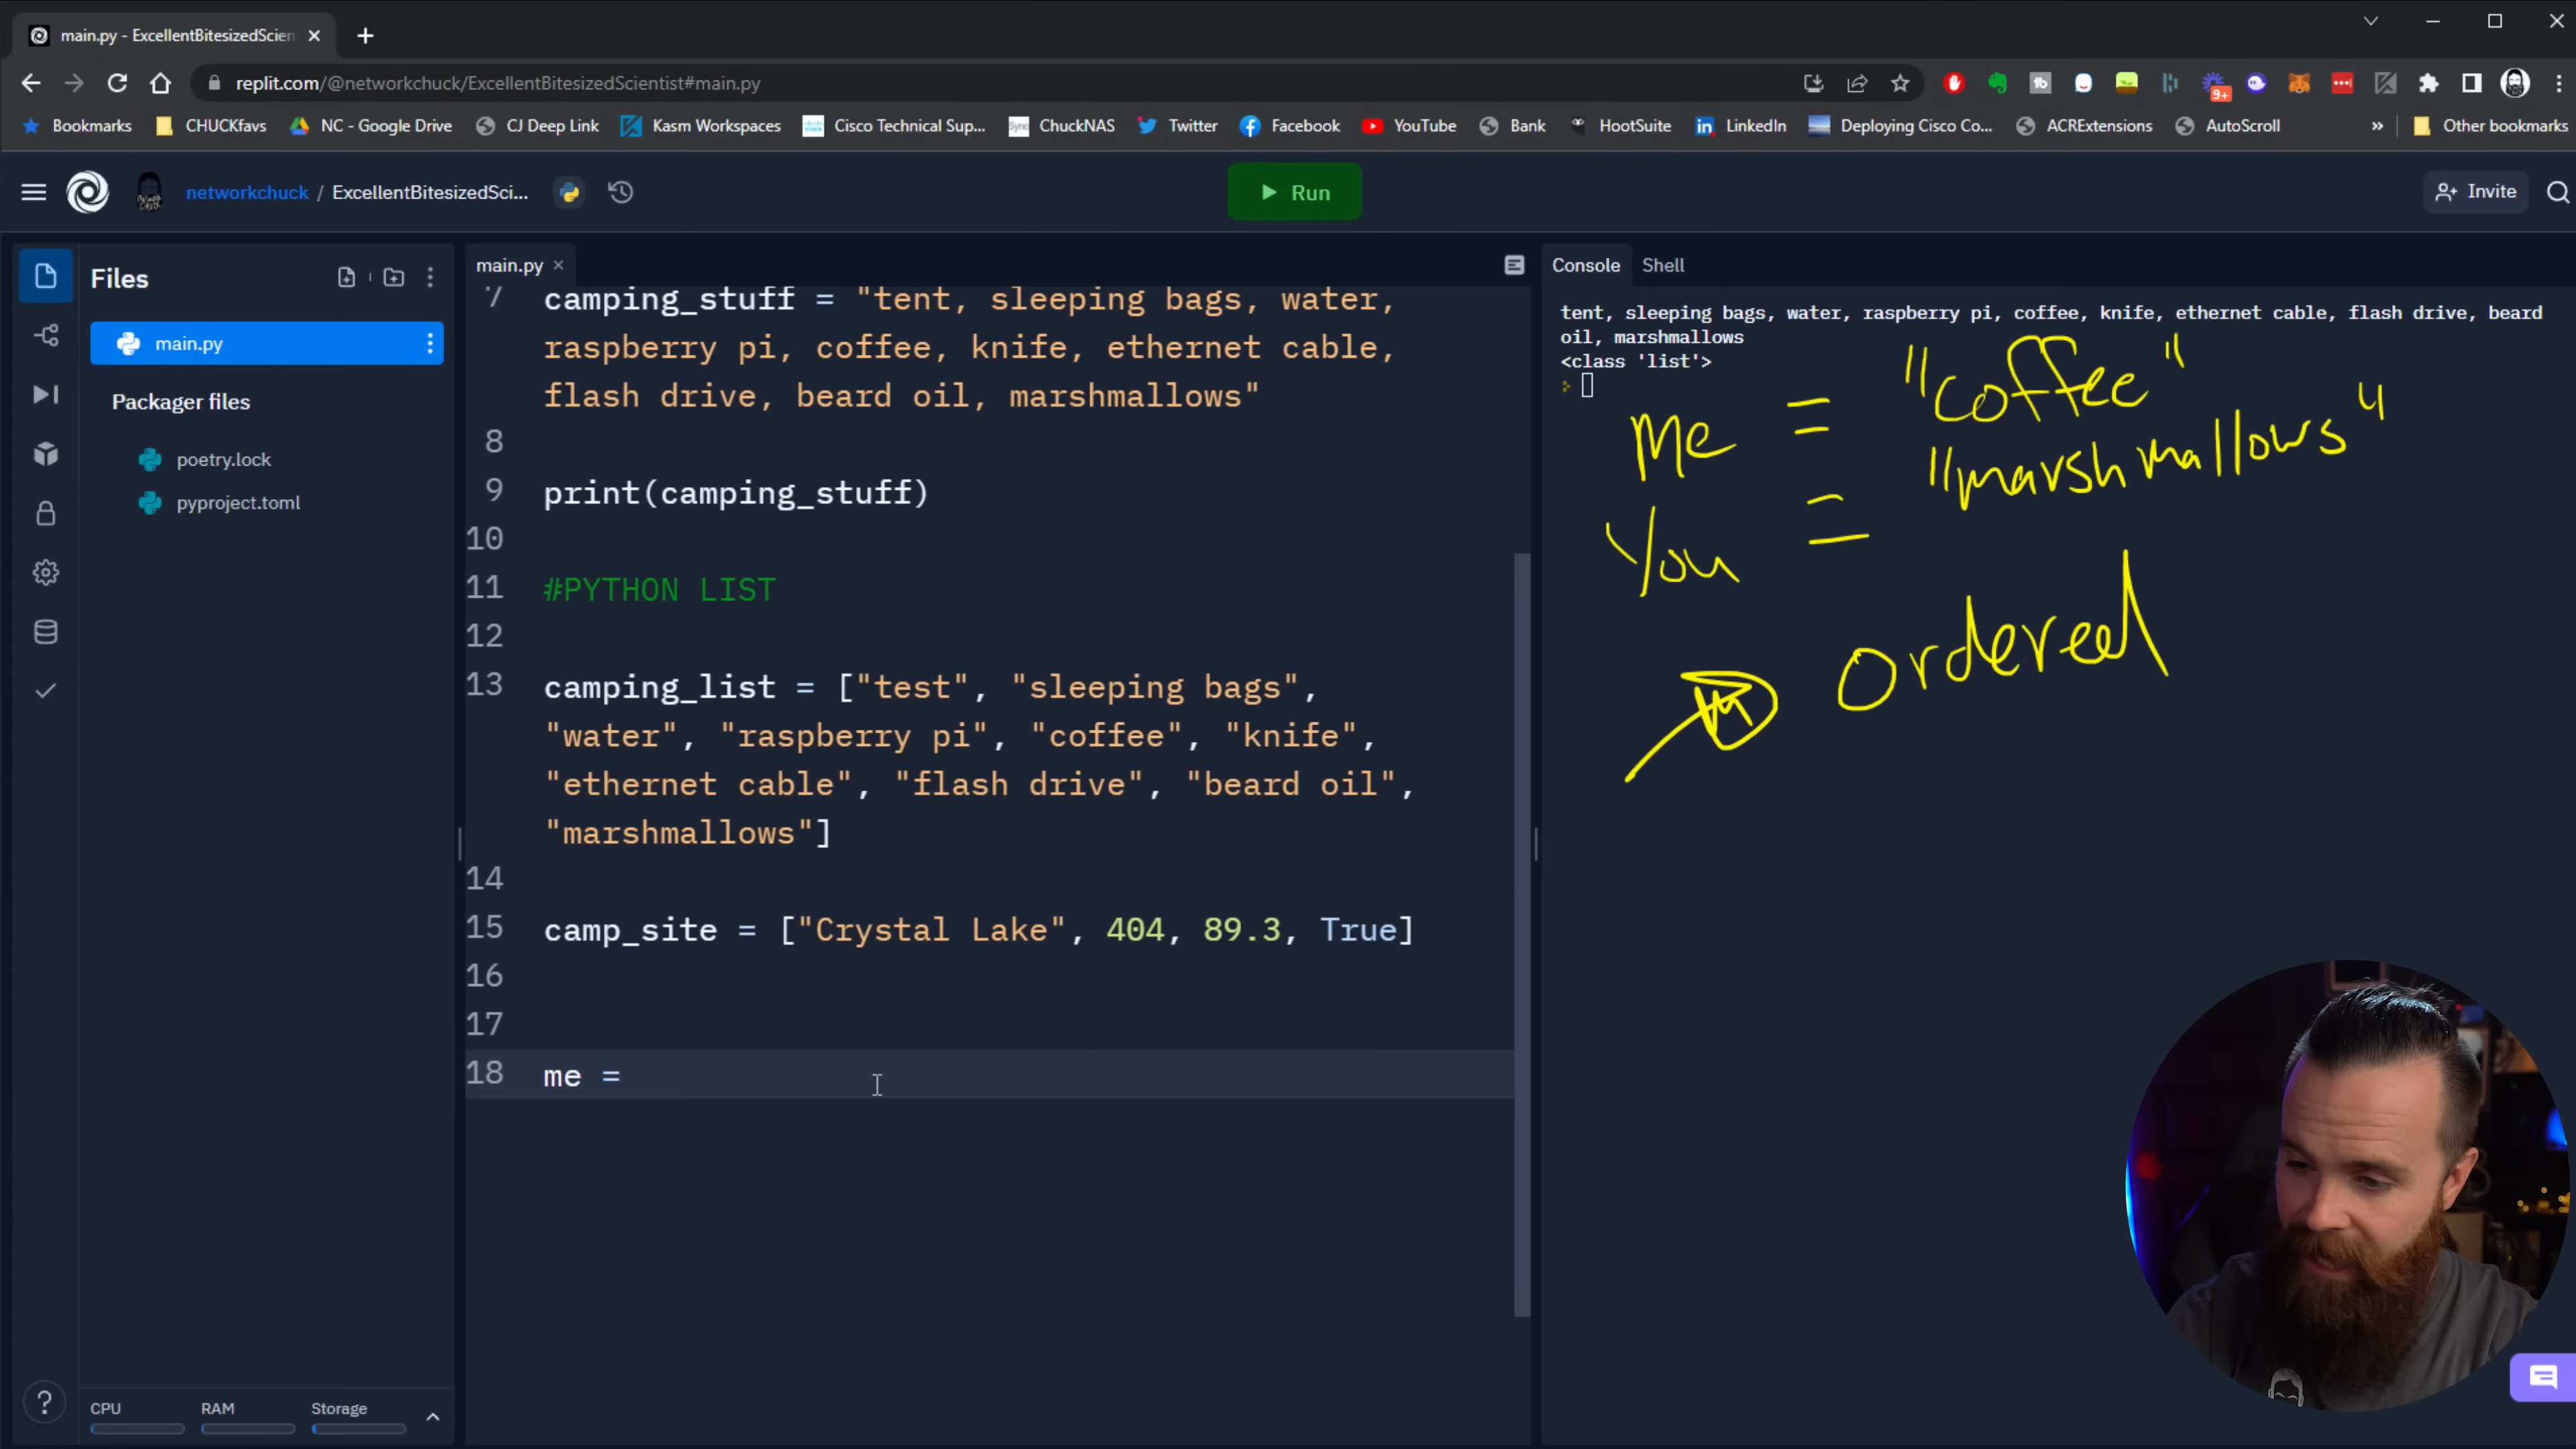 main.py - ExcellentBitesizedScien
replit.com/@networkchuck/ExcellentBitesizedScientist#main.py
9+
Bookmarks CHUCKfavs NC - Google Drive CJ Deep Link Kasm Workspaces Cisco Technical Sup... ChuckNAS Twitter Facebook YouTube Bank HootSuite LinkedIn Deploying Cisco Co... ACRExtensions AutoScroll » Other bookmarks
networkchuck / ExcellentBitesizedSci...
Run
Invite
Files
main.py
Packager files
poetry.lock
pyproject.toml
CPU RAM Storage
main.py
7 camping_stuff = "tent, sleeping bags, water,
raspberry pi, coffee, knife, ethernet cable,
flash drive, beard oil, marshmallows"
8
9 print(camping_stuff)
10
11 #PYTHON LIST
12
13 camping_list = ["test", "sleeping bags",
"water", "raspberry pi", "coffee", "knife",
"ethernet cable", "flash drive", "beard oil",
"marshmallows"]
14
15 camp_site = ["Crystal Lake", 404, 89.3, True]
16
17
18 me =
Console Shell
tent, sleeping bags, water, raspberry pi, coffee, knife, ethernet cable, flash drive, beard
oil, marshmallows
<class 'list'>
Me = "coffee"
You = "marshmallows"
Ordered